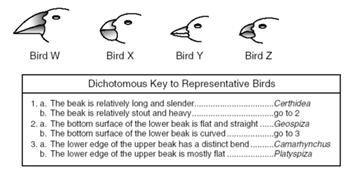 Bird W Bird X Bird Y Bird Z
Dichotomous Key to Representative Birds
1. a. The beak is relatively long and slender..............................Certhidea
b. The beak is relatively stout and heavy..............................go to 2
2. a. The bottom surface of the lower beak is flat and straight .....Geospiza
b. The bottom surface of the lower beak is curved ................go to 3
3. a. The lower edge of the upper beak has a distinct bend ..........Camarhynchus
b. The lower edge of the upper beak is mostly flat .................Platyspiza